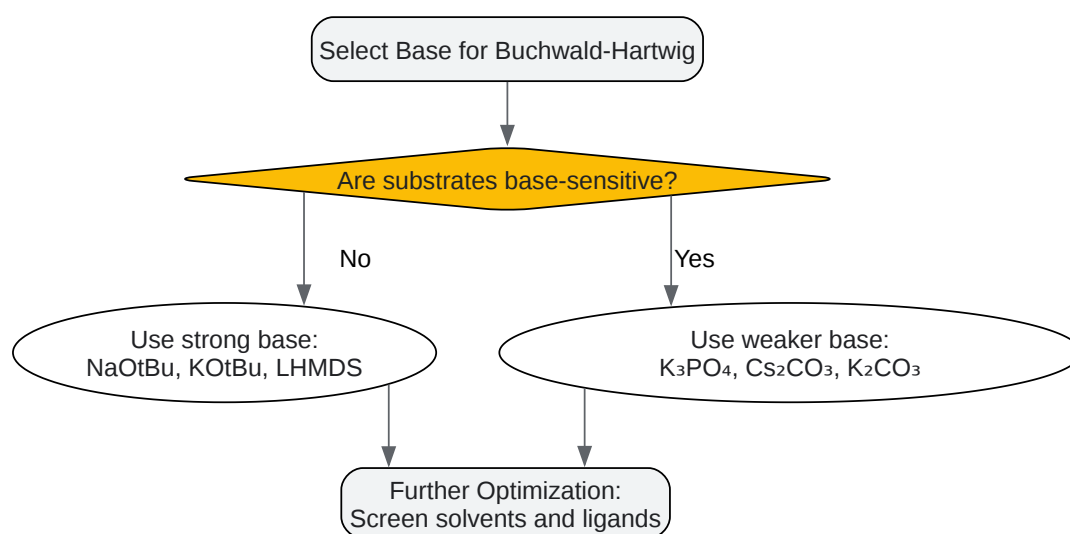 Select Base for Buchwald-Hartwig
Are substrates base-sensitive?
No
Yes
Use strong base:
NaOtBu, KOtBu, LHMDS
Use weaker base:
K₃PO₄, Cs₂CO₃, K₂CO₃
Further Optimization:
Screen solvents and ligands